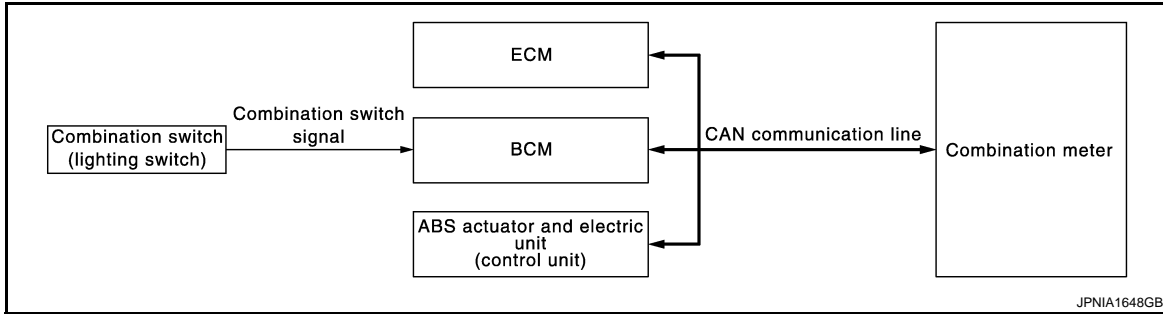 ECM
Combination switch
signal
Combination switch
(lighting switch)
BCM
CAN communication line
Combination meter
ABS actuator and electric
unit
(control unit)
JPNIA1648GB